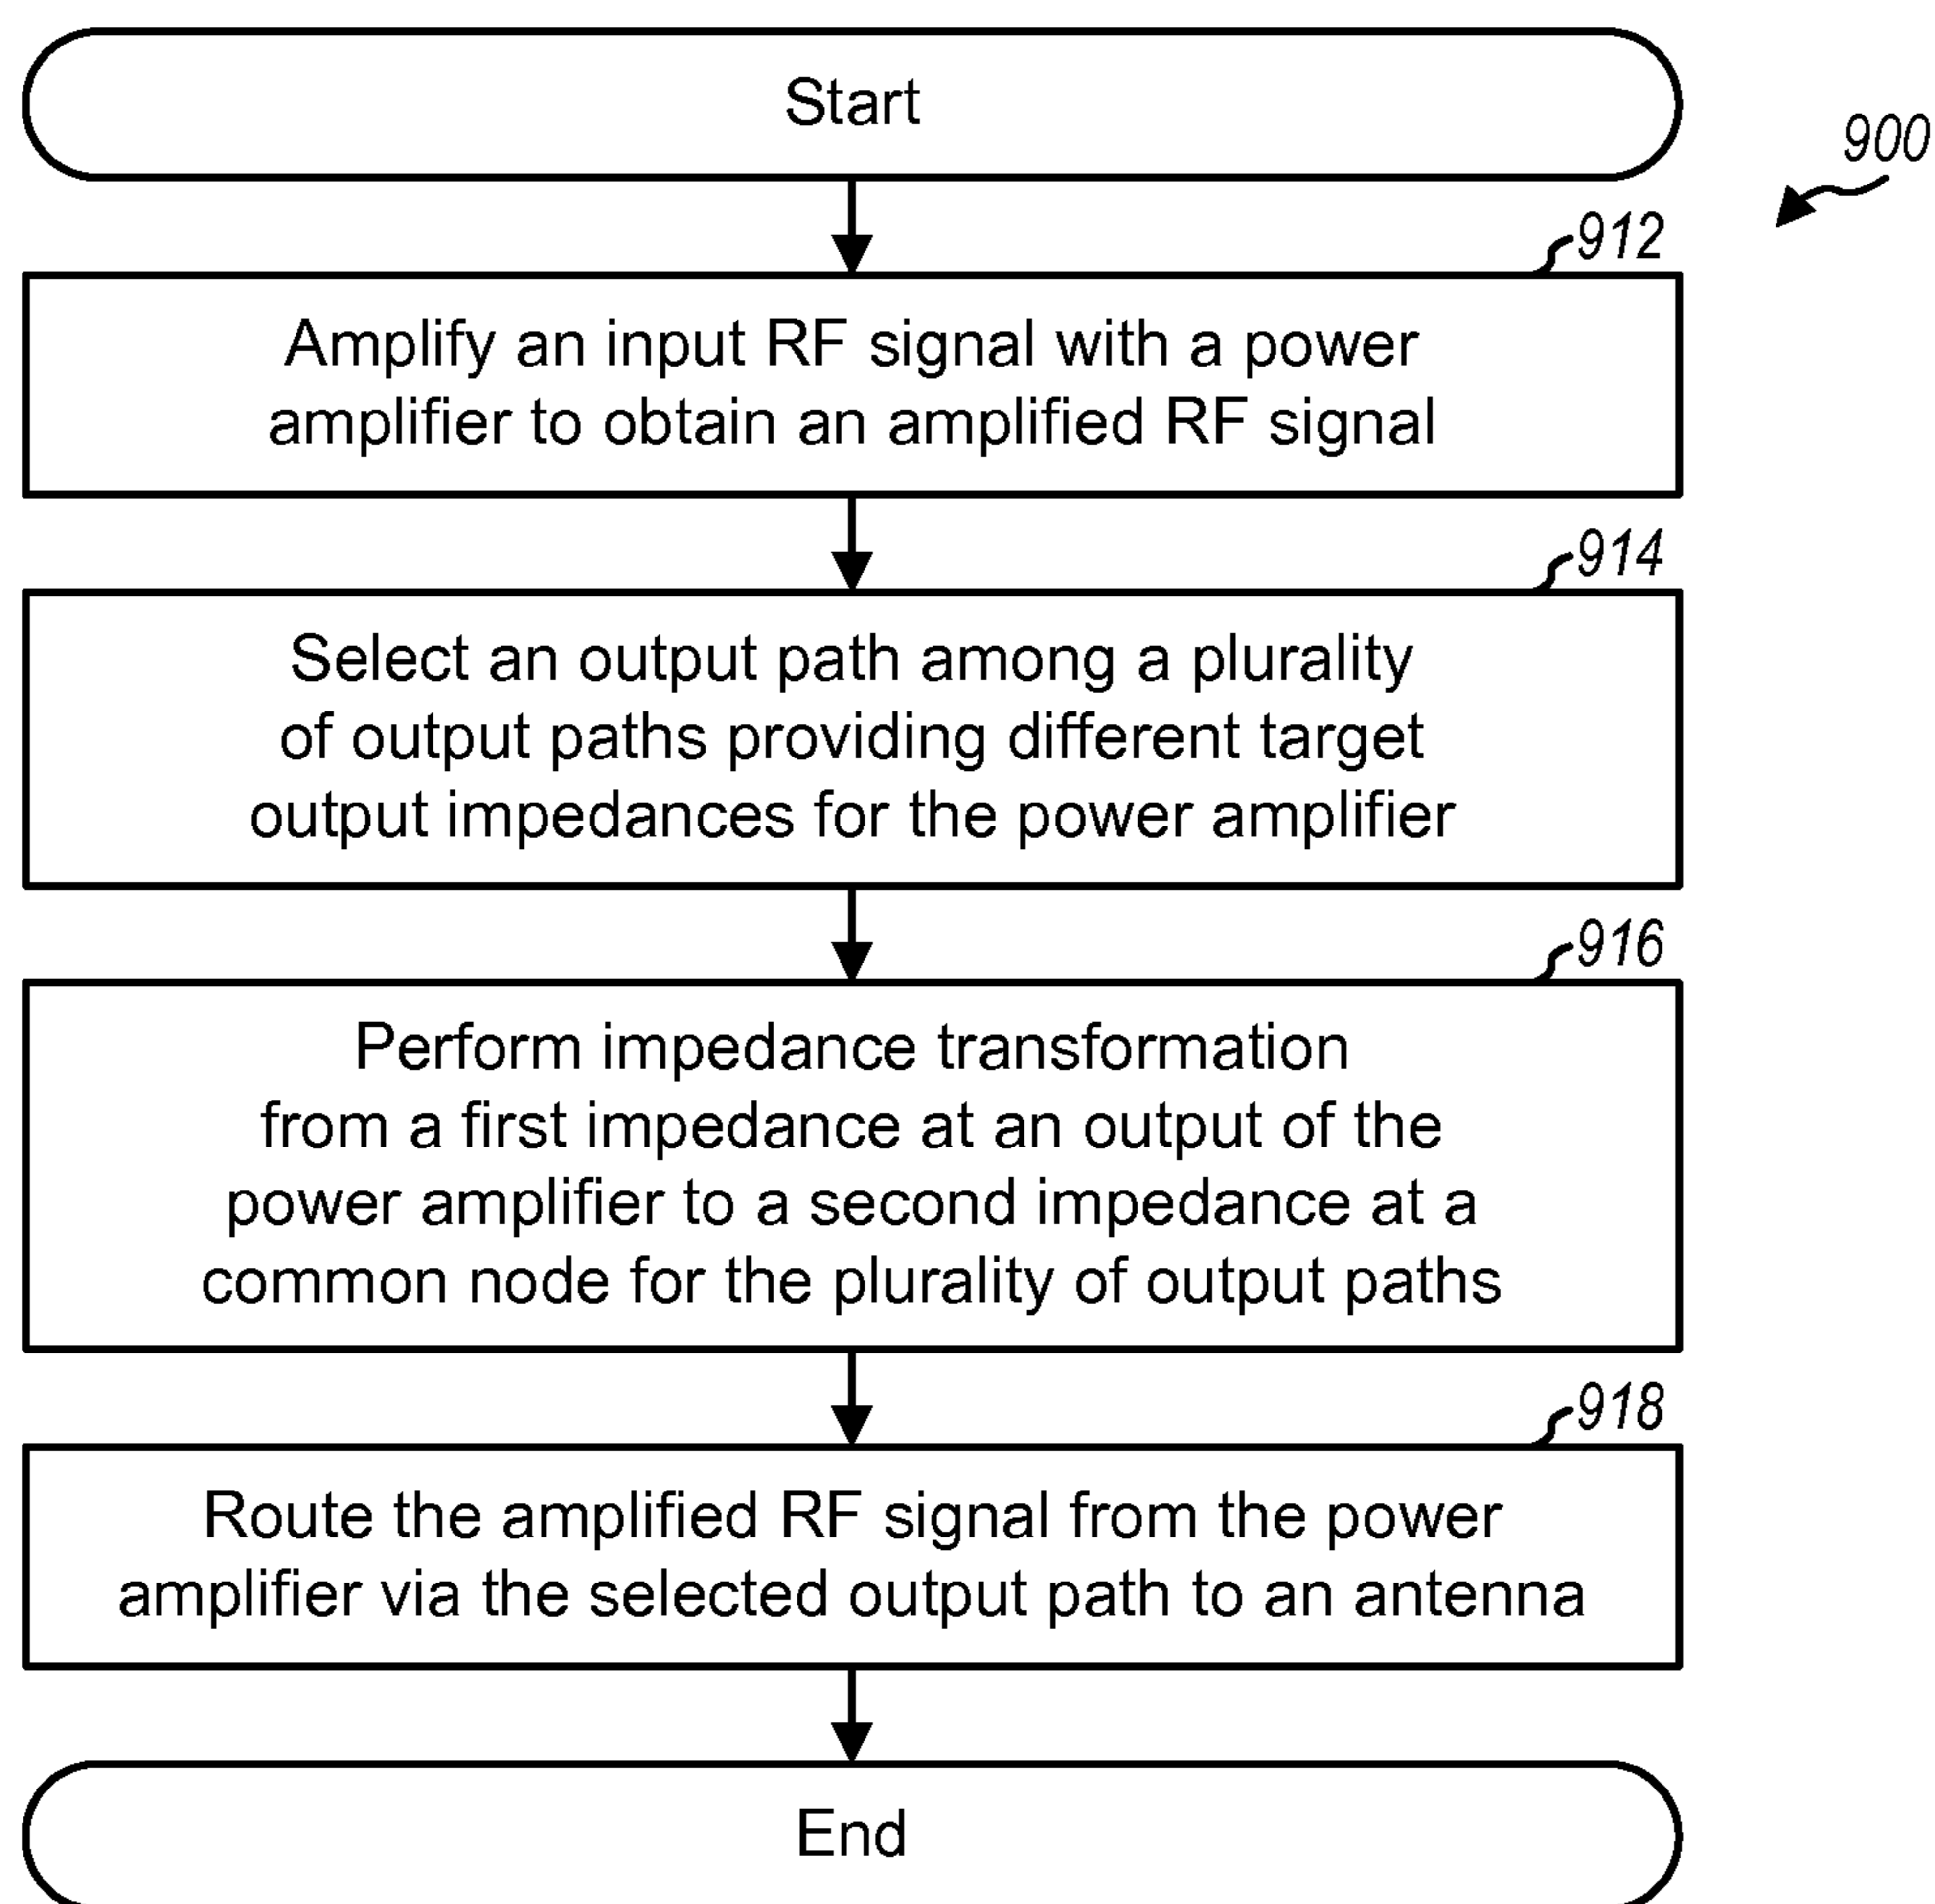 Start
900
912
Amplify an input RF signal with a power
amplifier to obtain an amplified RF signal
914
Select an output path among a plurality
of output paths providing different target
output impedances for the power amplifier
916
Perform impedance transformation
from a first impedance at an output of the
power amplifier to a second impedance at a
common node for the plurality of output paths
918
Route the amplified RF signal from the power
amplifier via the selected output path to an antenna
End